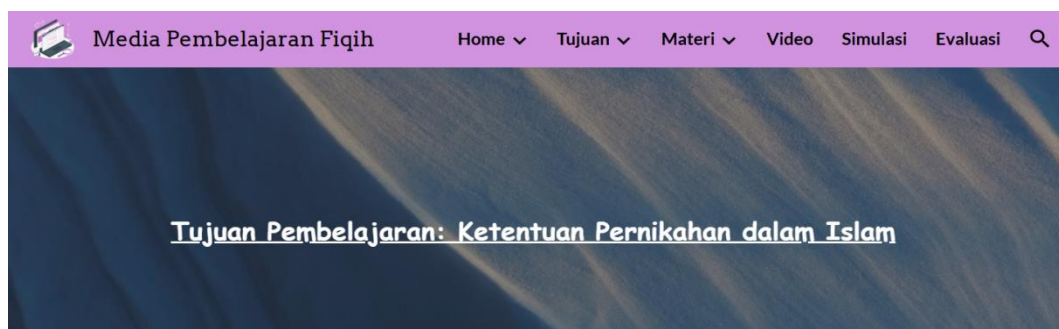 Media Pembelajaran Fiqih Home Tujuan Materi Video Simulasi Evaluasi
Tujuan Pembelajaran: Ketentuan Pernikahan dalam Islam